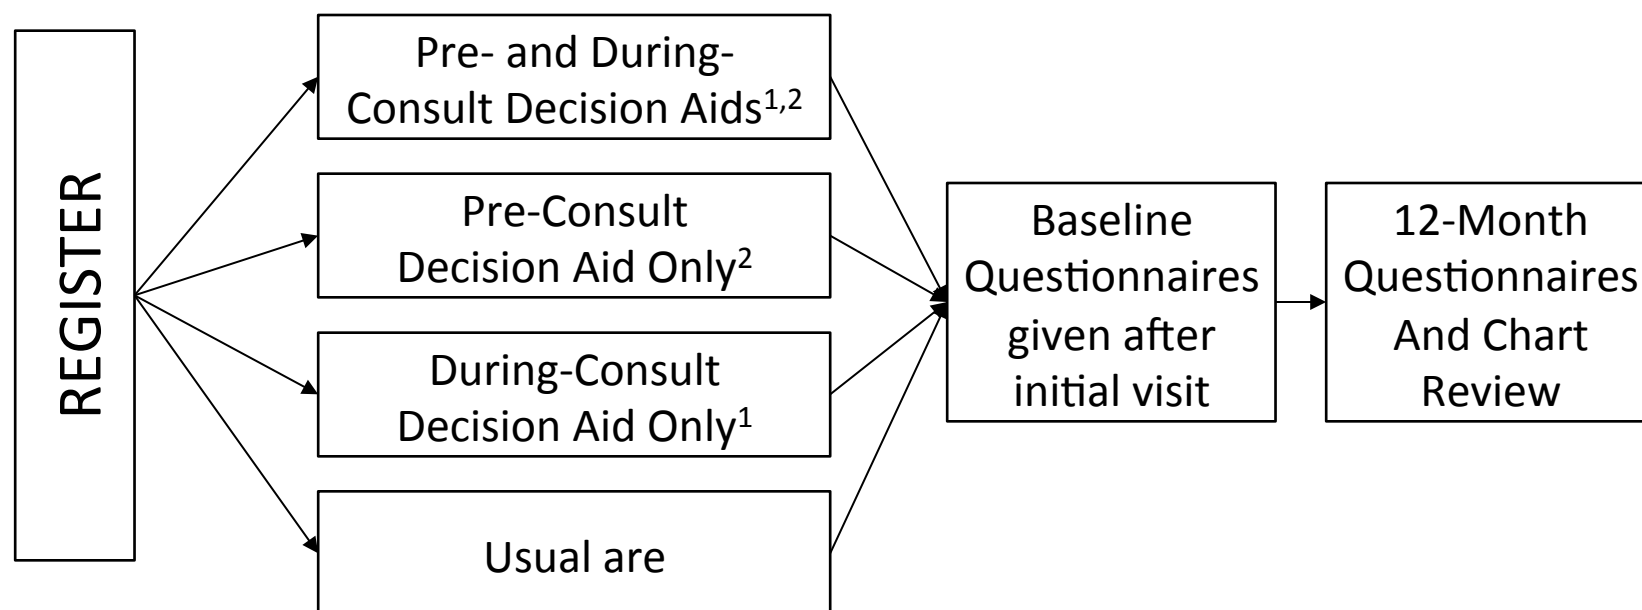 REGISTER
Pre- and During-
Consult Decision Aids1,2
Pre-Consult
Decision Aid Only2
During-Consult
Decision Aid Only1
Usual are
Baseline
Questionnaires
given after
initial visit
12-Month
Questionnaires
And Chart
Review